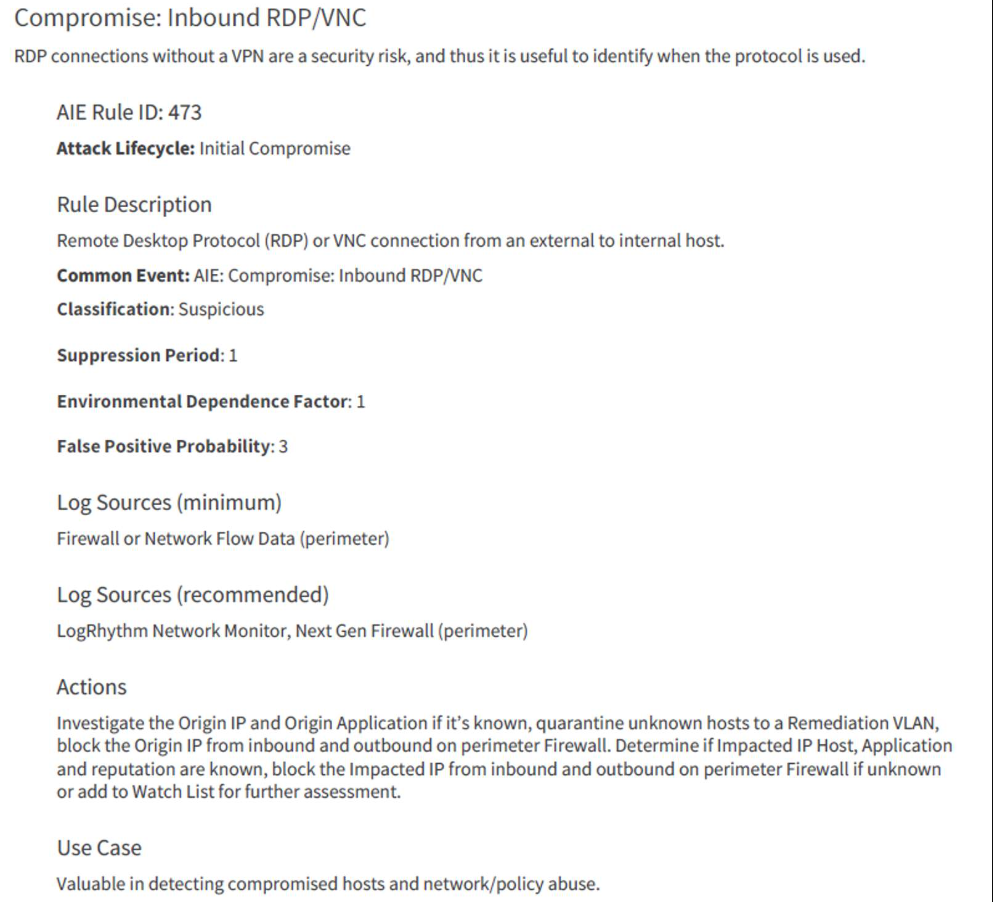 Compromise: Inbound RDP/VNC
RDP connections without a VPN are a security risk, and thus it is useful to identify when the protocol is used.
AIE Rule ID: 473
Attack Lifecycle: Initial Compromise
Rule Description
Remote Desktop Protocol (RDP) or VNC connection from an external to internal host.
Common Event: AIE: Compromise: Inbound RDP/VNC
Classification: Suspicious
Suppression Period: 1
Environmental Dependence Factor: 1
False Positive Probability: 3
Log Sources (minimum)
Firewall or Network Flow Data (perimeter)
Log Sources (recommended)
LogRhythm Network Monitor, Next Gen Firewall (perimeter)
Actions
Investigate the Origin IP and Origin Application if it’s known, quarantine unknown hosts to a Remediation VLAN,
block the Origin IP from inbound and outbound on perimeter Firewall. Determine if Impacted IP Host, Application
and reputation are known, block the Impacted IP from inbound and outbound on perimeter Firewall if unknown
or add to Watch List for further assessment.
Use Case
Valuable in detecting compromised hosts and network/policy abuse.